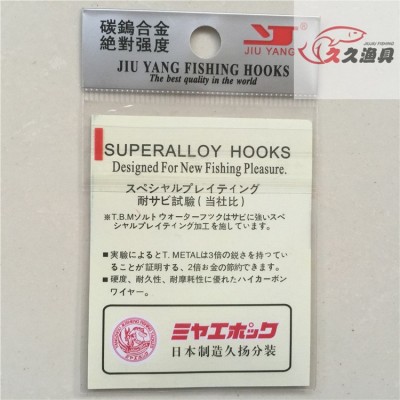 碳鎢合金
絕對强度
JIU YANG
JIUJIU FISHING
久久渔具
JIU YANG FISHING HOOKS
The best quality in the world
SUPERALLOY HOOKS
Designed For New Fishing Pleasure.
スペシャルプレイティング
耐サビ試驗(当社比)
※T.B.Mソルトウオーターフツクはサビに強いスペ
シャルプレイティング加工を施しています。
■実験によるとT. METALは3倍の鋭さを持つてい
ることが証明する、2倍お金の節約できます。
■硬度、耐久性、耐摩耗性に優れたハイカーボン
ワイヤー。
ミヤエポック
日本制造久扬分装